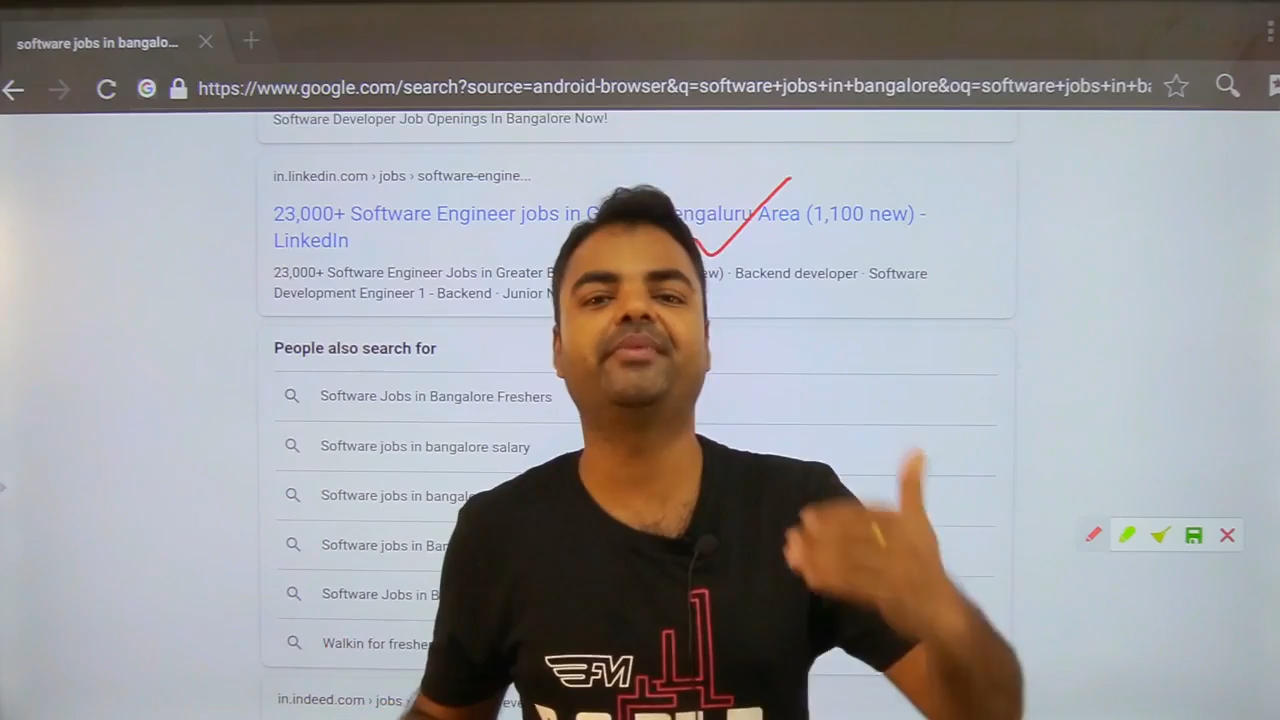 software jobs in bangalo...
https://www.google.com/search?source=android-browser&q=software+jobs+in+bangalore&oq=software+jobs+in+ba
Software Developer Job Openings In Bangalore Now!
in.linkedin.com › jobs › software-engine...
23,000+ Software Engineer jobs in G engaluru Area (1,100 new) -
LinkedIn
23,000+ Software Engineer Jobs in Greater B ew) · Backend developer · Software
Development Engineer 1 - Backend · Junior N
People also search for
Software Jobs in Bangalore Freshers
Software jobs in bangalore salary
Software jobs in bangal
Software jobs in Ban
Software Jobs in B
Walkin for freshe
in.indeed.com › jobs
FM